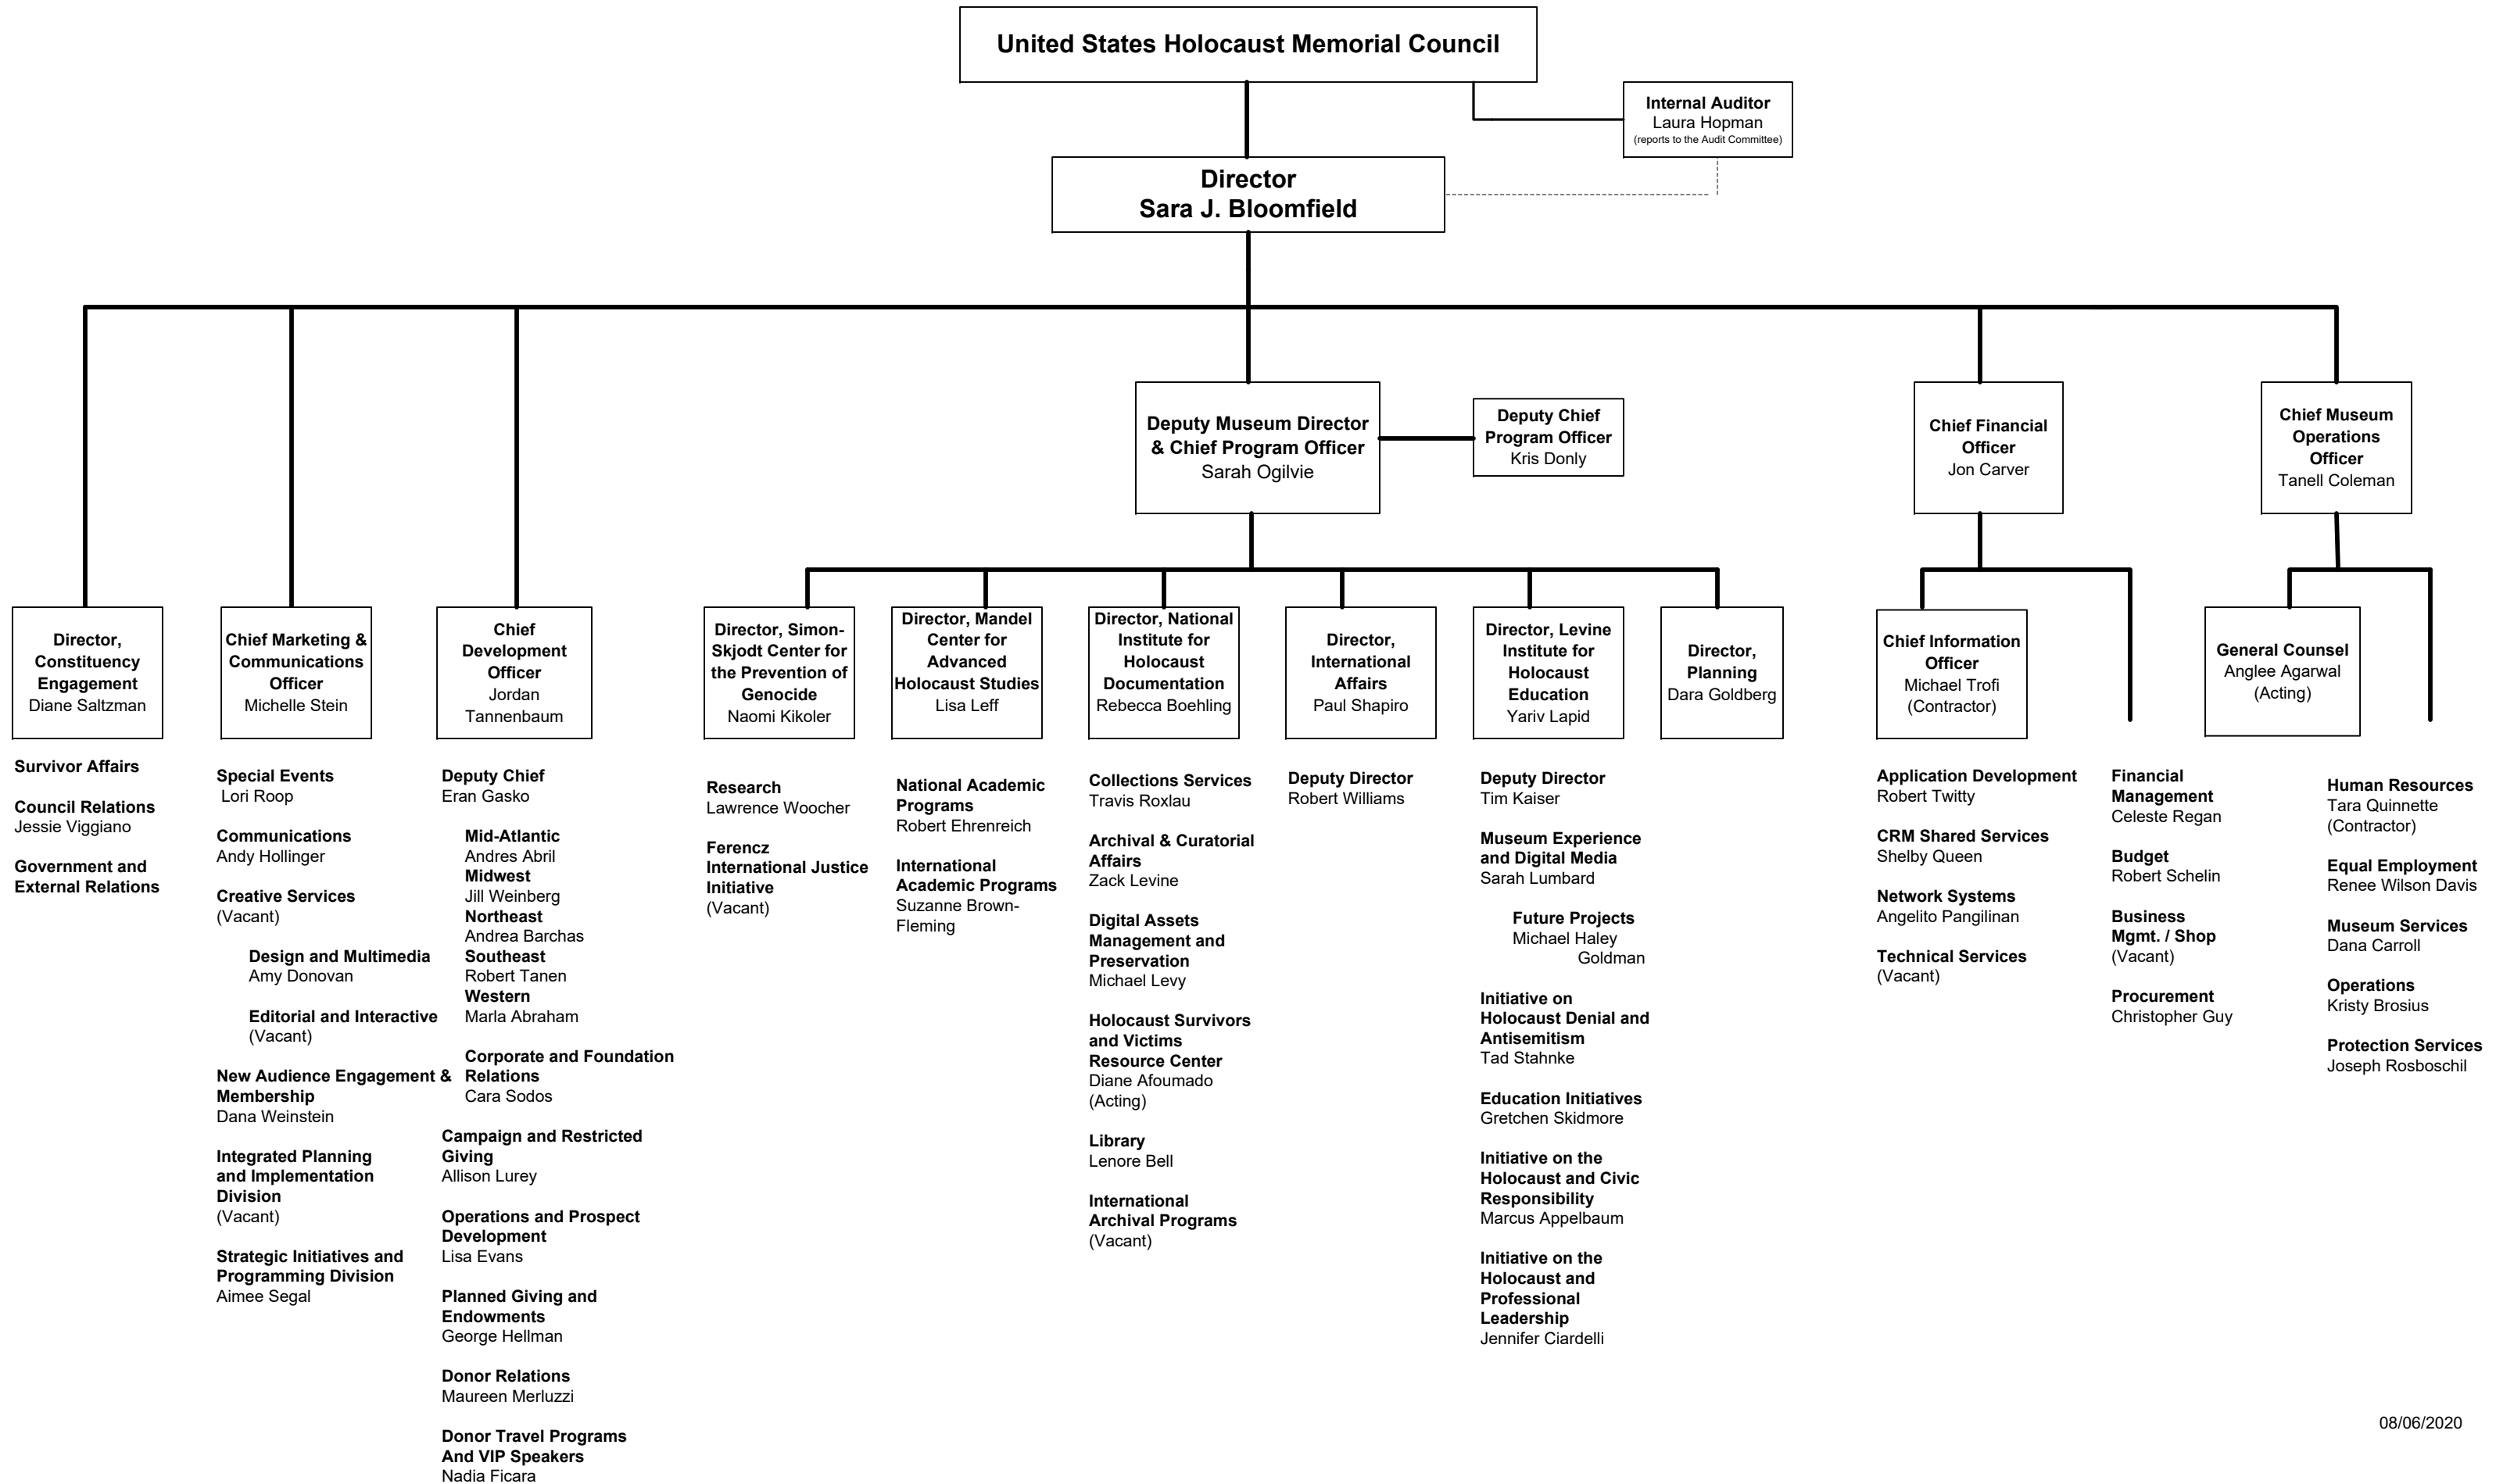 United States Holocaust Memorial Council
Internal Auditor
Laura Hopman
(reports to the Audit Committee)
Director
Sara J. Bloomfield
Deputy Museum Director
& Chief Program Officer
Sarah Ogilvie
Deputy Chief
Program Officer
Kris Donly
Chief Financial
Officer
Jon Carver
Chief Museum
Operations
Officer
Tanell Coleman
Director,
Constituency
Engagement
Diane Saltzman
Survivor Affairs
Council Relations
Jessie Viggiano
Government and
External Relations
Chief Marketing &
Communications
Officer
Michelle Stein
Special Events
Lori Roop
Communications
Andy Hollinger
Creative Services
(Vacant)
Design and Multimedia
Amy Donovan
Editorial and Interactive
(Vacant)
New Audience Engagement &
Membership
Dana Weinstein
Integrated Planning
and Implementation
Division
(Vacant)
Strategic Initiatives and
Programming Division
Aimee Segal
Chief
Development
Officer
Jordan
Tannenbaum
Deputy Chief
Eran Gasko
Mid-Atlantic
Andres Abril
Midwest
Jill Weinberg
Northeast
Andrea Barchas
Southeast
Robert Tanen
Western
Marla Abraham
Corporate and Foundation
Relations
Cara Sodos
Campaign and Restricted
Giving
Allison Lurey
Operations and Prospect
Development
Lisa Evans
Planned Giving and
Endowments
George Hellman
Donor Relations
Maureen Merluzzi
Donor Travel Programs
And VIP Speakers
Nadia Ficara
Director, Simon-
Skjodt Center for
the Prevention of
Genocide
Naomi Kikoler
Research
Lawrence Woocher
Ferencz
International Justice
Initiative
(Vacant)
Director, Mandel
Center for
Advanced
Holocaust Studies
Lisa Leff
National Academic
Programs
Robert Ehrenreich
International
Academic Programs
Suzanne Brown-
Fleming
Director, National
Institute for
Holocaust
Documentation
Rebecca Boehling
Collections Services
Travis Roxlau
Archival & Curatorial
Affairs
Zack Levine
Digital Assets
Management and
Preservation
Michael Levy
Holocaust Survivors
and Victims
Resource Center
Diane Afoumado
(Acting)
Library
Lenore Bell
International
Archival Programs
(Vacant)
Director,
International
Affairs
Paul Shapiro
Deputy Director
Robert Williams
Director, Levine
Institute for
Holocaust
Education
Yariv Lapid
Deputy Director
Tim Kaiser
Museum Experience
and Digital Media
Sarah Lumbard
Future Projects
Michael Haley
Goldman
Initiative on
Holocaust Denial and
Antisemitism
Tad Stahnke
Education Initiatives
Gretchen Skidmore
Initiative on the
Holocaust and Civic
Responsibility
Marcus Appelbaum
Initiative on the
Holocaust and
Professional
Leadership
Jennifer Ciardelli
Director,
Planning
Dara Goldberg
Chief Information
Officer
Michael Trofi
(Contractor)
Application Development
Robert Twitty
CRM Shared Services
Shelby Queen
Network Systems
Angelito Pangilinan
Technical Services
(Vacant)
Financial
Management
Celeste Regan
Budget
Robert Schelin
Business
Mgmt. / Shop
(Vacant)
Procurement
Christopher Guy
General Counsel
Anglee Agarwal
(Acting)
Human Resources
Tara Quinnette
(Contractor)
Equal Employment
Renee Wilson Davis
Museum Services
Dana Carroll
Operations
Kristy Brosius
Protection Services
Joseph Rosboschil
08/06/2020